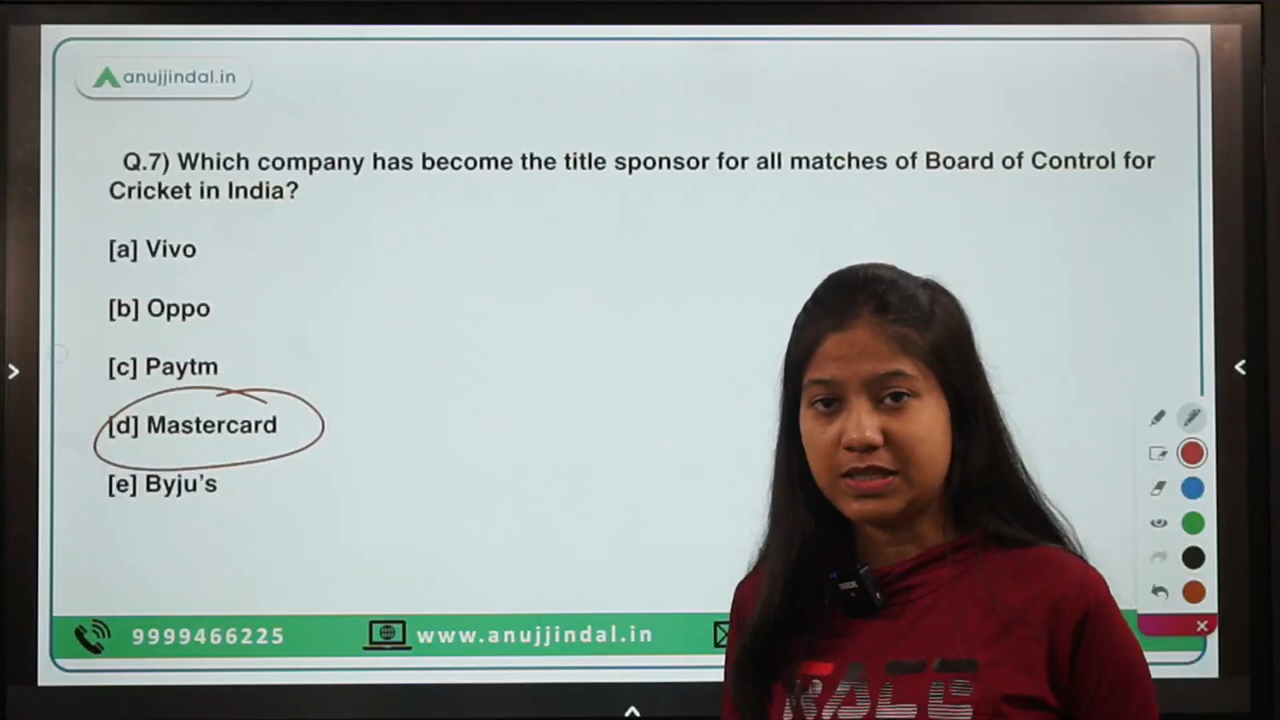 anujjindal.in
Q.7) Which company has become the title sponsor for all matches of Board of Control for
Cricket in India?
[a] Vivo
[b] Oppo
[c] Paytm
[d] Mastercard
[e] Byju's
9999466225
www.anujjindal.in
RACE